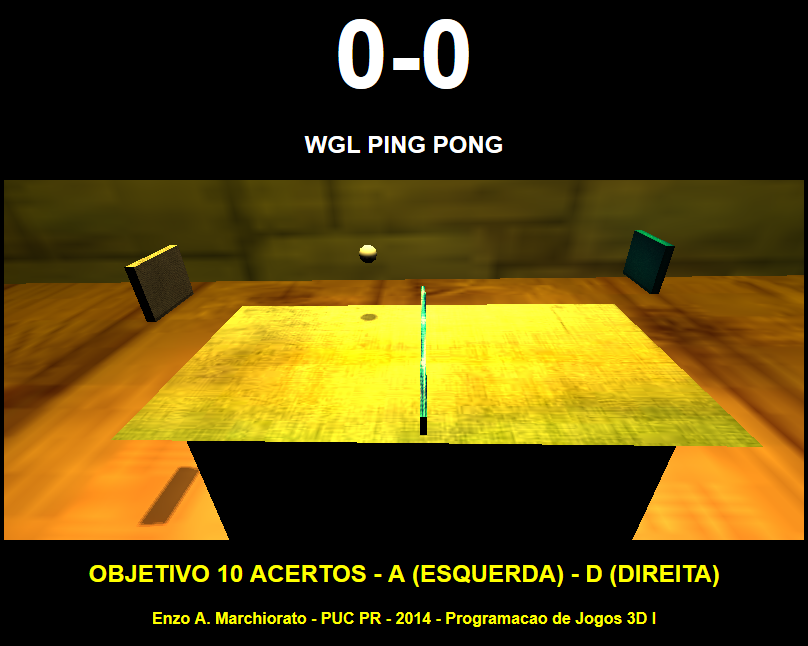 0-0
WGL PING PONG
OBJETIVO 10 ACERTOS - A (ESQUERDA) - D (DIREITA)
Enzo A. Marchiorato - PUC PR - 2014 - Programacao de Jogos 3D I